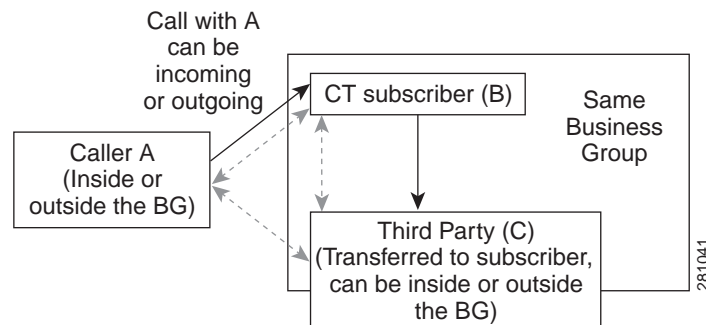 Call with A
can be
incoming
or outgoing
CT subscriber (B)
Same
Business
Group
Caller A
(Inside or
outside the BG)
Third Party (C)
(Transferred to subscriber,
can be inside or outside
the BG)
281041